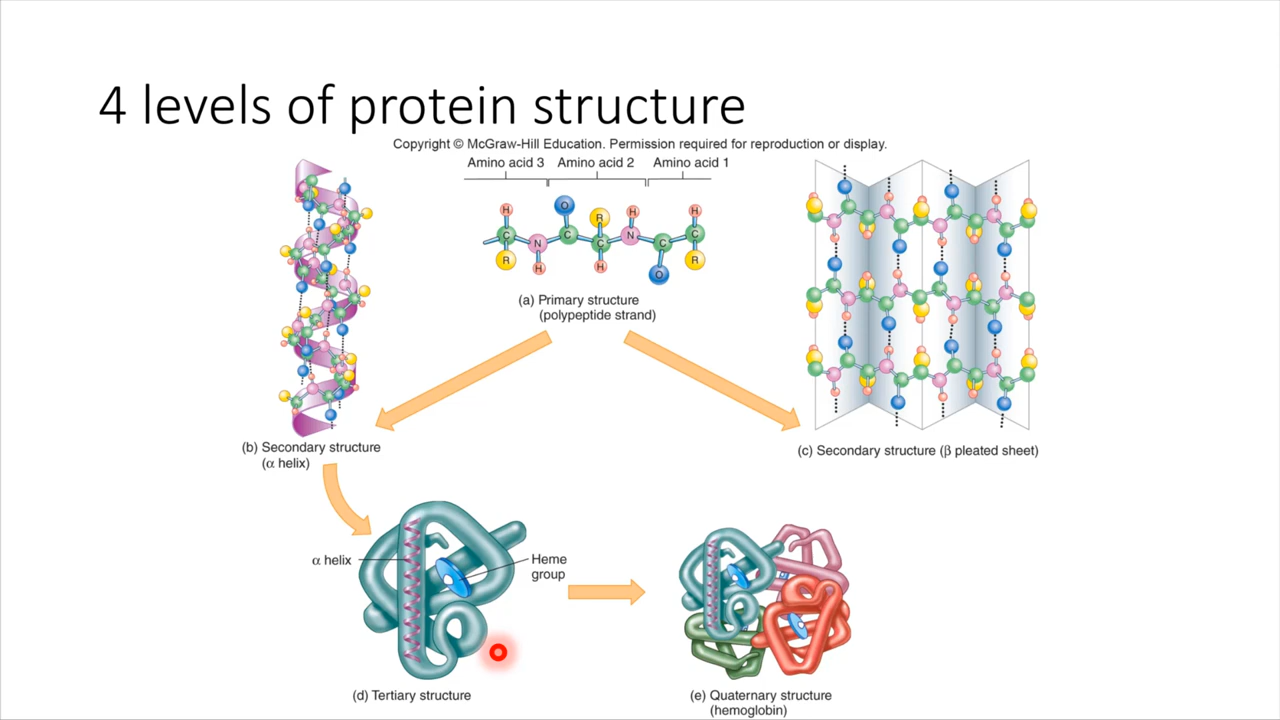 4 levels of protein structure
Copyright © McGraw-Hill Education. Permission required for reproduction or display.
Amino acid 3 Amino acid 2 Amino acid 1
H O R H H
C N C C N C C
R H H O R
(a) Primary structure
(polypeptide strand)
(b) Secondary structure
(α helix)
(c) Secondary structure (β pleated sheet)
α helix
Heme
group
(d) Tertiary structure
(e) Quaternary structure
(hemoglobin)